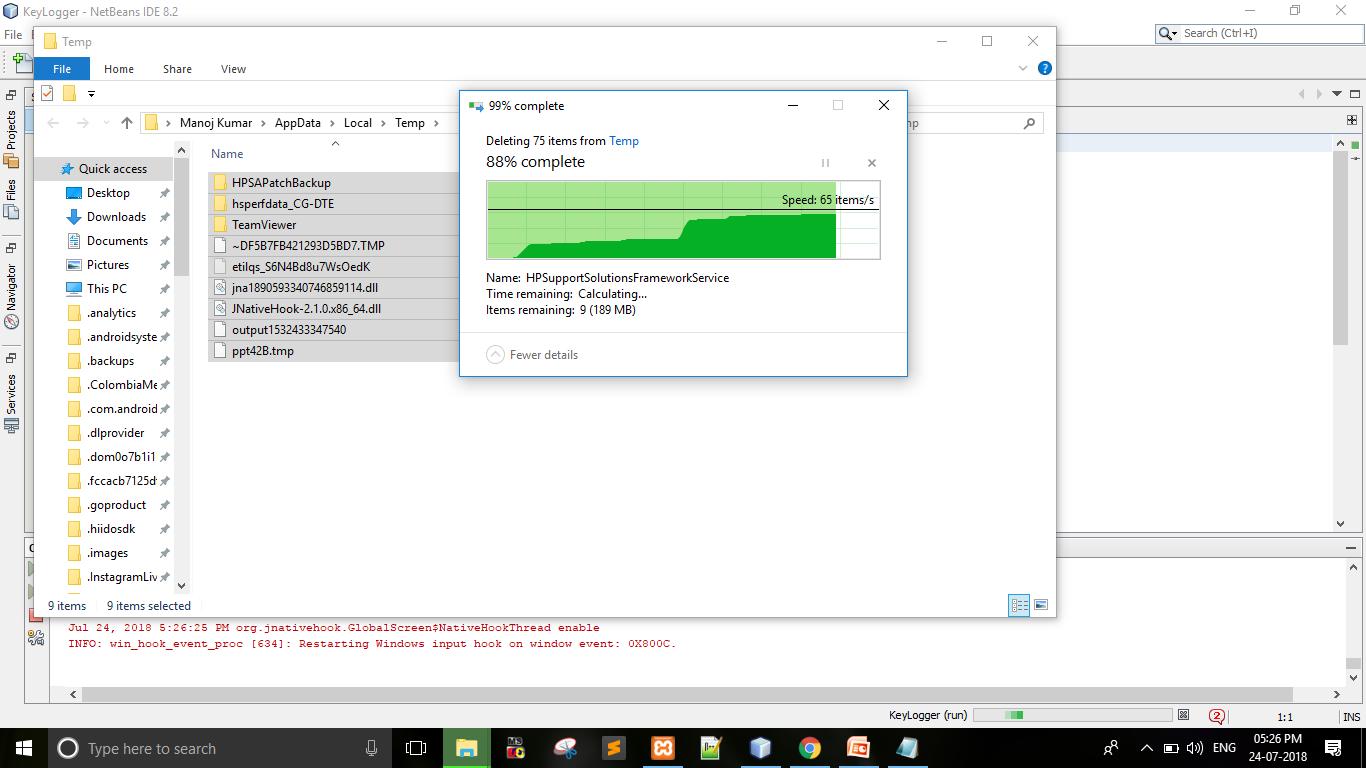 KeyLogger - NetBeans IDE 8.2
File
Search (Ctrl+I)
Temp
File Home Share View
Manoj Kumar > AppData > Local > Temp >
Name
Quick access
Desktop
Downloads
Documents
Pictures
This PC
.analytics
.androidsyste
.backups
.ColombiaMe
.com.android
.dlprovider
.dom0o7b1i1
.fccacb7125d
.goproduct
.hiidosdk
.images
.InstagramLiv
HPSAPatchBackup
hsperfdata_CG-DTE
TeamViewer
~DF5B7FB421293D5BD7.TMP
etilqs_S6N4Bd8u7WsOedK
jna1890593340746859114.dll
JNativeHook-2.1.0.x86_64.dll
output1532433347540
ppt42B.tmp
99% complete
Deleting 75 items from Temp
88% complete
Speed: 65 items/s
Name: HPSupportSolutionsFrameworkService
Time remaining: Calculating...
Items remaining: 9 (189 MB)
Fewer details
Projects
Files
Navigator
Services
9 items 9 items selected
Jul 24, 2018 5:26:25 PM org.jnativehook.GlobalScreen$NativeHookThread enable
INFO: win_hook_event_proc [634]: Restarting Windows input hook on window event: 0X800C.
KeyLogger (run)
2
1:1
INS
Type here to search
ENG
05:26 PM
24-07-2018